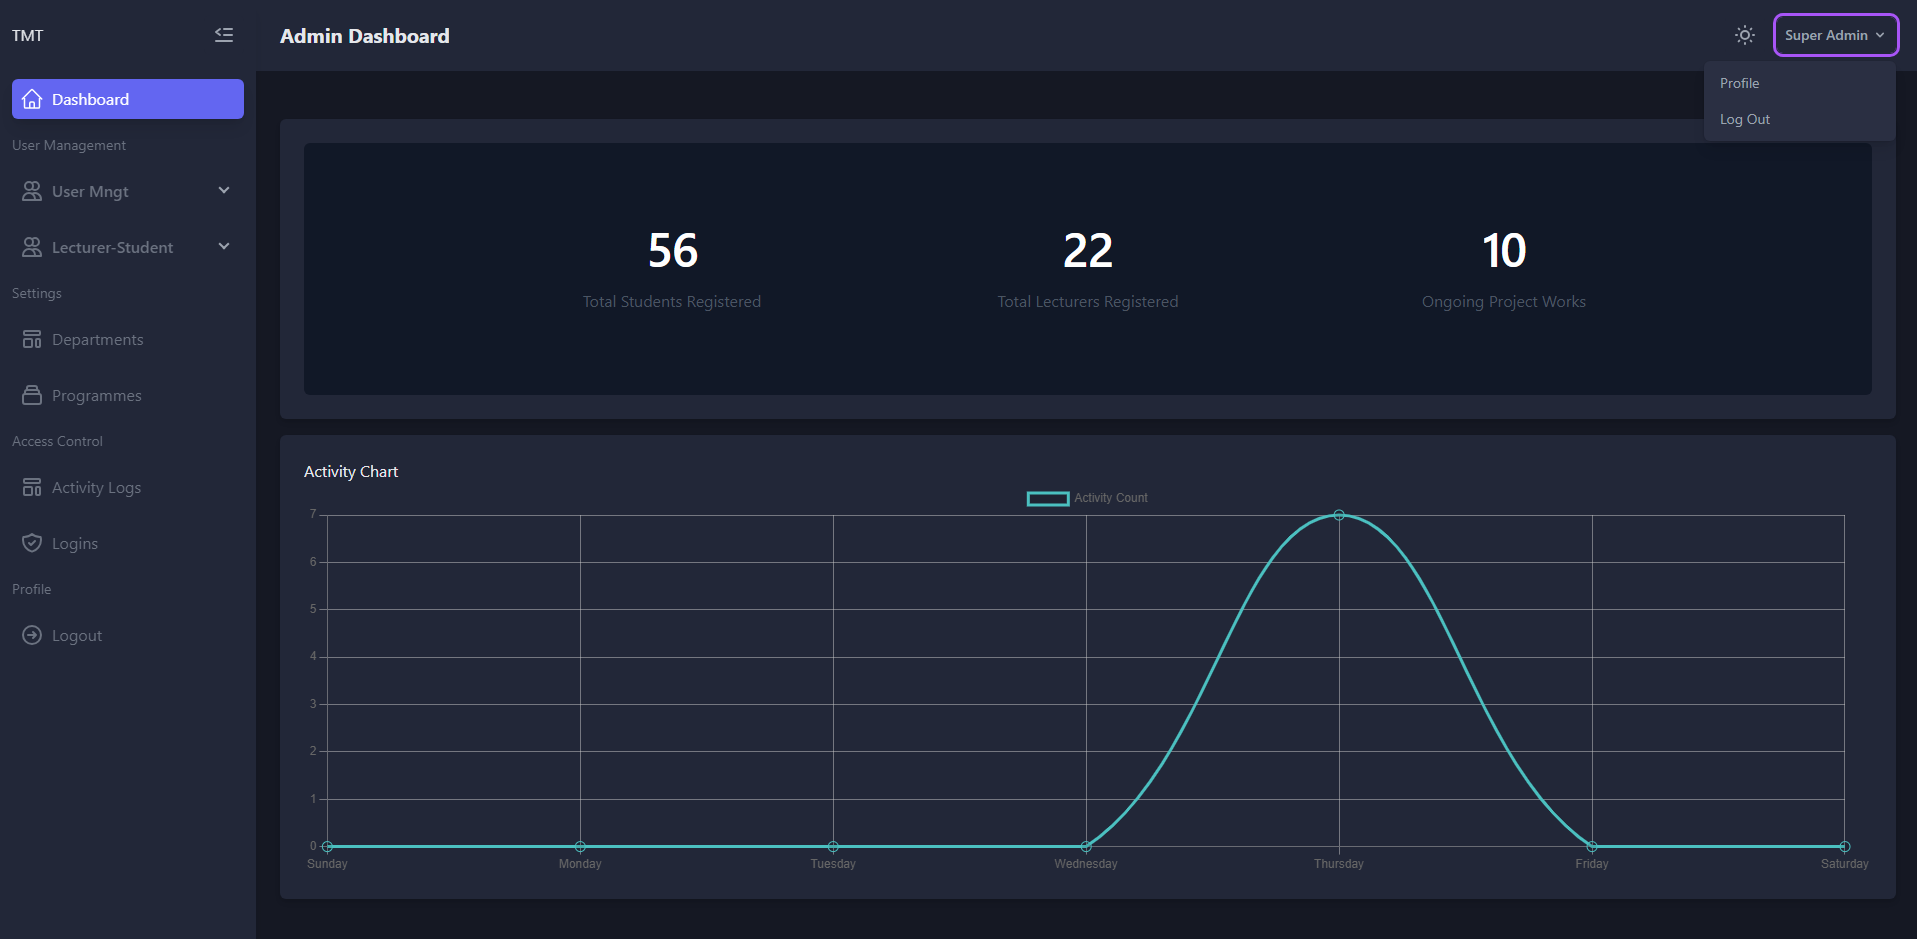 TMT
Dashboard
User Management
User Mngt
Lecturer-Student
Settings
Departments
Programmes
Access Control
Activity Logs
Logins
Profile
Logout
Admin Dashboard
Super Admin
Profile
Log Out
56
Total Students Registered
22
Total Lecturers Registered
10
Ongoing Project Works
Activity Chart
Activity Count
7
6
5
4
3
2
1
0
Sunday Monday Tuesday Wednesday Thursday Friday Saturday